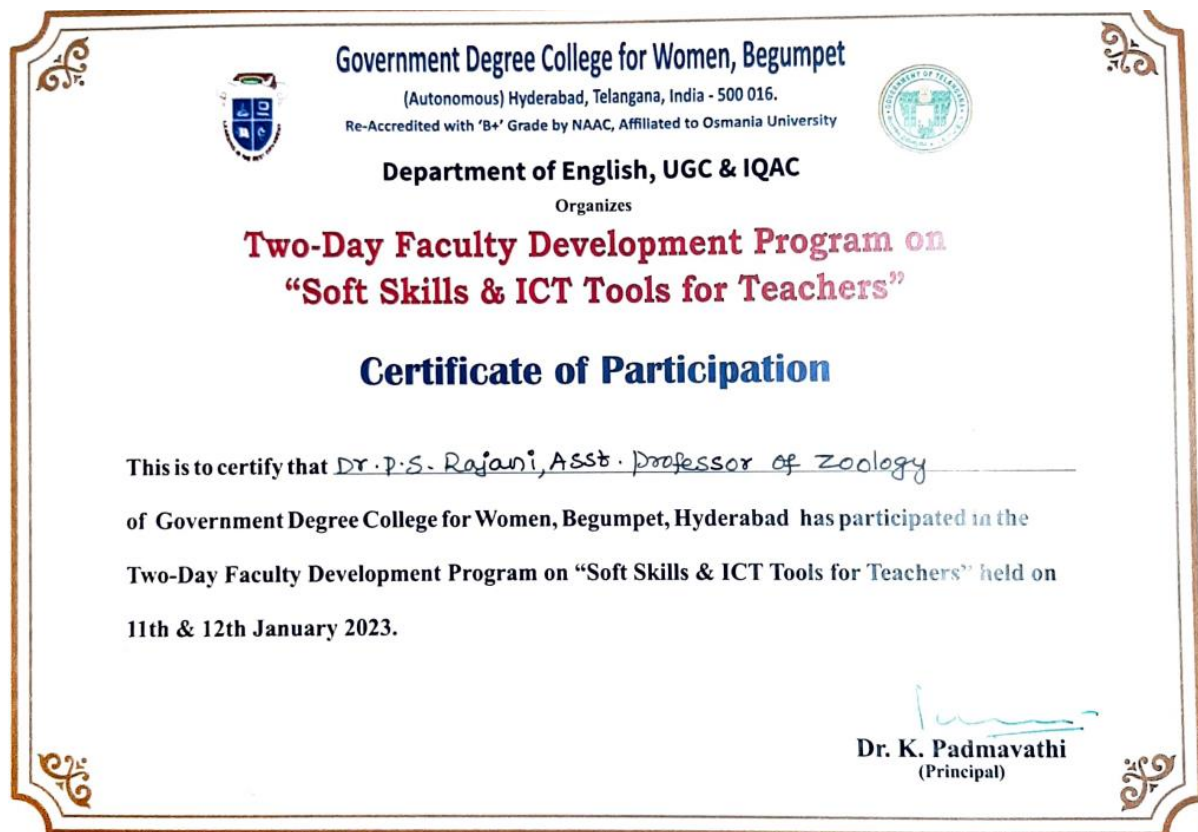 Government Degree College for Women, Begumpet
(Autonomous) Hyderabad, Telangana, India - 500 016.
Re-Accredited with 'B+' Grade by NAAC, Affiliated to Osmania University
GOVERNMENT OF TELANGANA
Department of English, UGC & IQAC
Organizes
Two-Day Faculty Development Program on
“Soft Skills & ICT Tools for Teachers”
Certificate of Participation
This is to certify that Dr. P.S. Rajani, Asst. professor of Zoology
of Government Degree College for Women, Begumpet, Hyderabad has participated in the
Two-Day Faculty Development Program on “Soft Skills & ICT Tools for Teachers” held on
11th & 12th January 2023.
Dr. K. Padmavathi
(Principal)